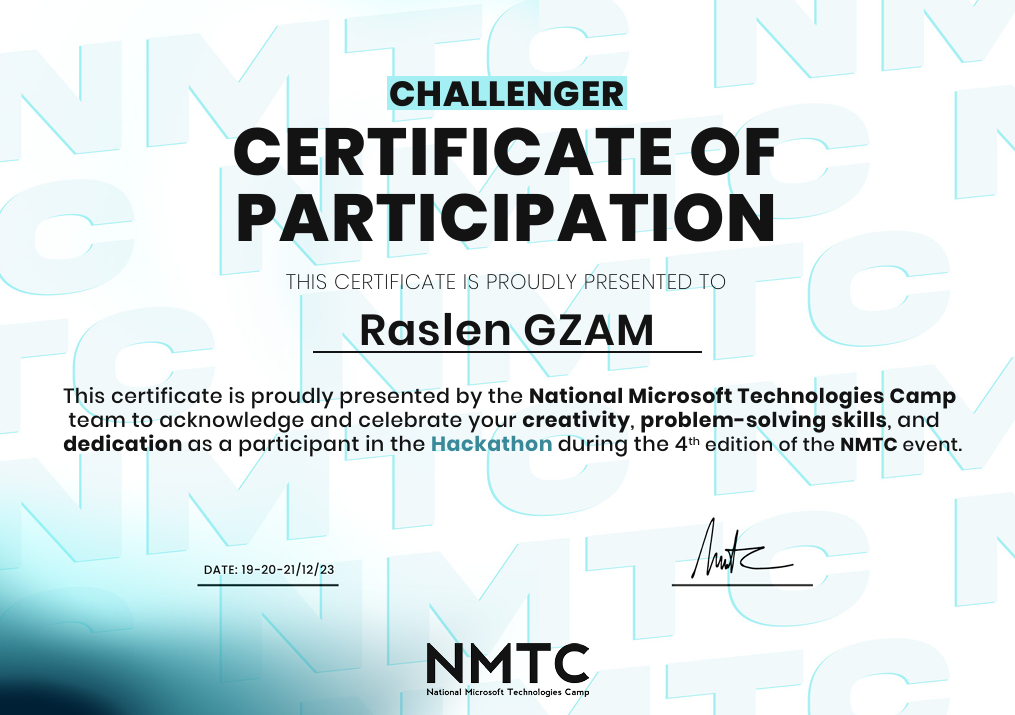 CHALLENGER
CERTIFICATE OF
PARTICIPATION
THIS CERTIFICATE IS PROUDLY PRESENTED TO
Raslen GZAM
This certificate is proudly presented by the National Microsoft Technologies Camp
team to acknowledge and celebrate your creativity, problem-solving skills, and
dedication as a participant in the Hackathon during the 4th edition of the NMTC event.
DATE: 19-20-21/12/23
nmtc
NMTC
National Microsoft Technologies Camp